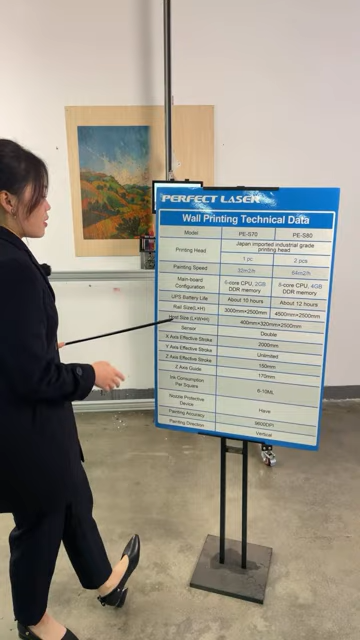 PERFECT LASER
Wall Printing Technical Data
Model PE-S70 PE-S80
Printing Head Japan imported industrial grade
printing head
1 pc 2 pcs
Painting Speed 32m2/h 64m2/h
Main-board
Configuration
6-core CPU, 2GB
DDR memory
6-core CPU, 4GB
DDR memory
UPS Battery Life About 10 hours About 12 hours
Rail Size(L×H) 3000mm×2500mm 4500mm×2500mm
Host Size (L×W×H) 400mm×320mm×2500mm
Sensor Double
X Axis Effective Stroke 2000mm
Y Axis Effective Stroke Unlimited
Z Axis Effective Stroke 150mm
Z Axis Guide 170mm
Ink Consumption
Per Square
6-10ML
Nozzle Protective
Device
Have
Painting Accuracy 9600DPI
Painting Direction Vertical